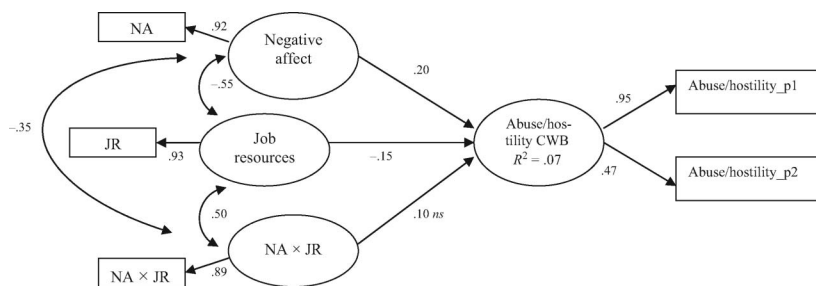 NA
.92
Negative
affect
–.55
.20
–.35
JR
.93
Job
resources
–.15
Abuse/hos-
tility CWB
R² = .07
.95
Abuse/hostility_p1
.47
Abuse/hostility_p2
.50
.10 ns
NA × JR
.89
NA × JR